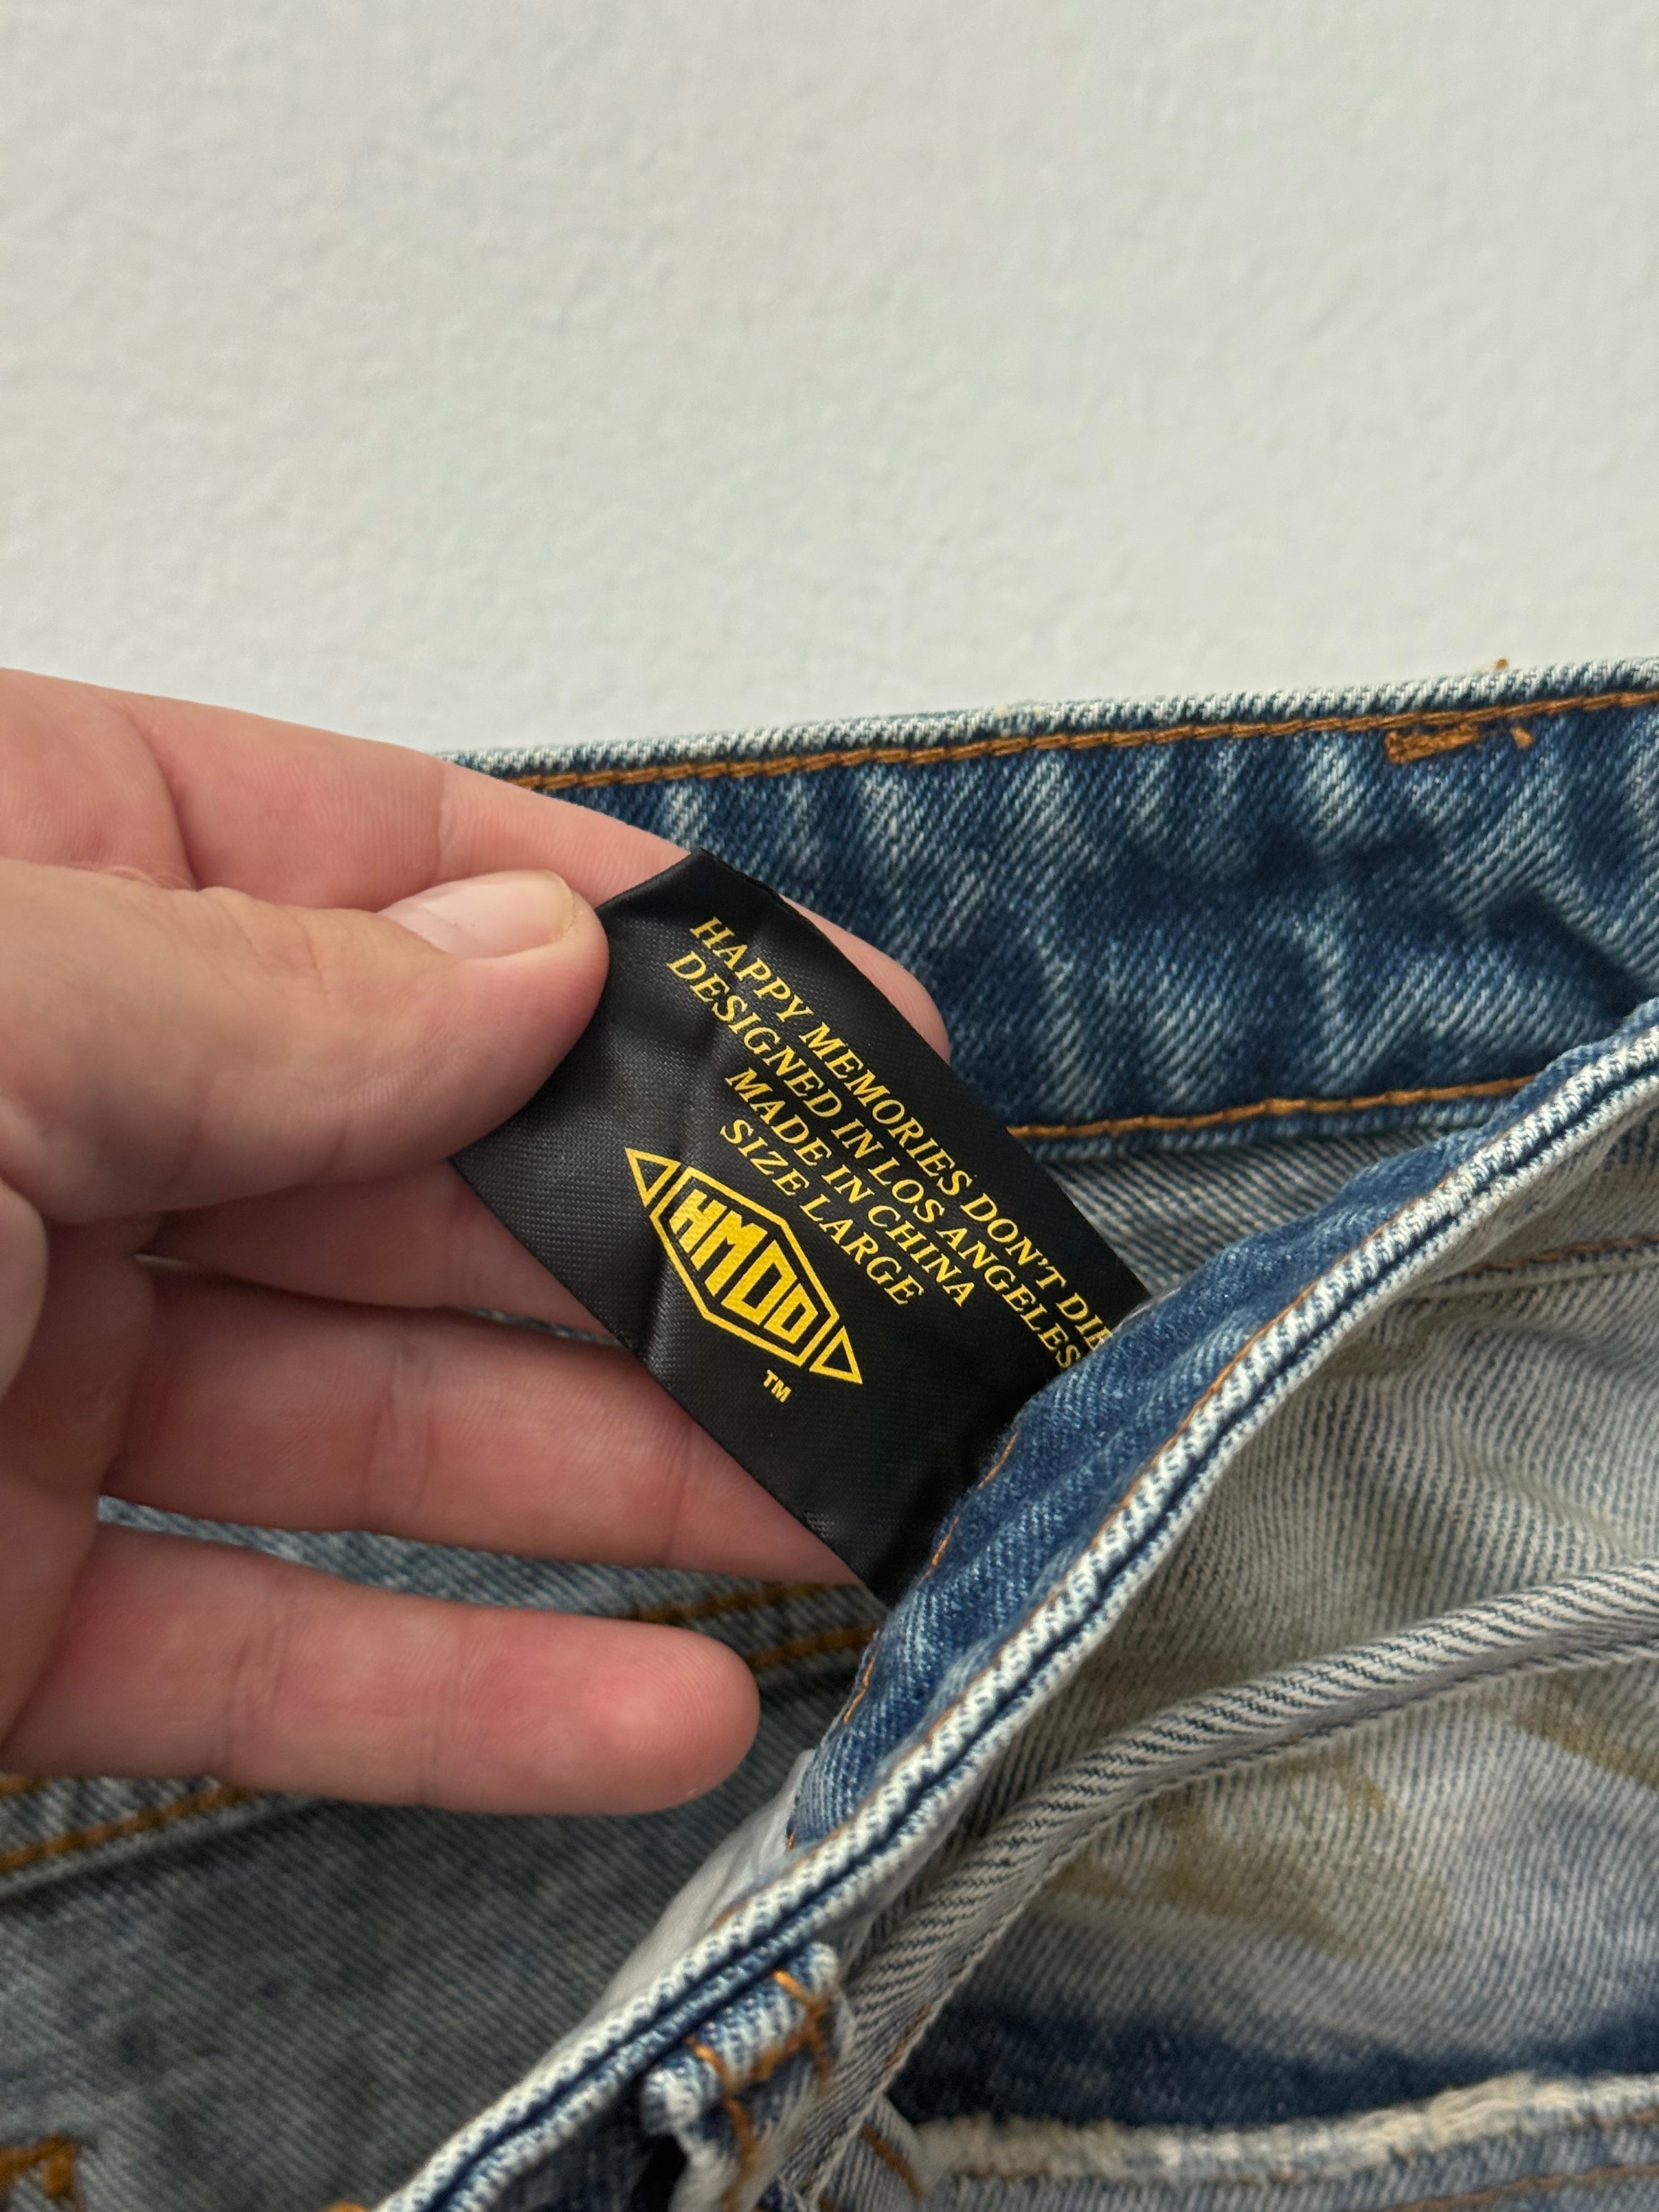 HAPPY MEMORIES DON'T DIE
DESIGNED IN LOS ANGELES
MADE IN CHINA
SIZE LARGE
HMDD
TM